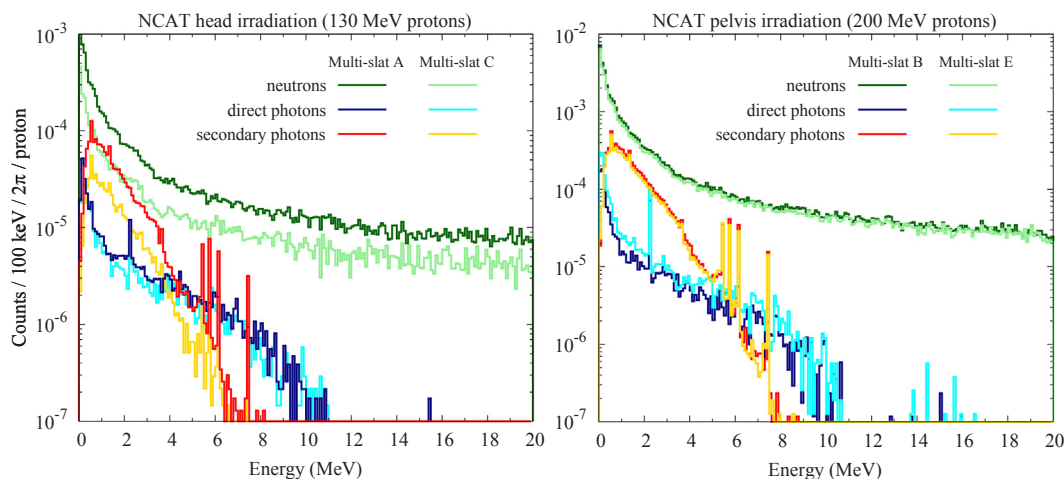 NCAT head irradiation (130 MeV protons)
Counts / 100 keV / 2π / proton
10⁻³
10⁻⁴
10⁻⁵
10⁻⁶
10⁻⁷
Multi-slat A Multi-slat C
neutrons
direct photons
secondary photons
0 2 4 6 8 10 12 14 16 18 20
Energy (MeV)
NCAT pelvis irradiation (200 MeV protons)
10⁻²
10⁻³
10⁻⁴
10⁻⁵
10⁻⁶
10⁻⁷
Multi-slat B Multi-slat E
neutrons
direct photons
secondary photons
0 2 4 6 8 10 12 14 16 18 20
Energy (MeV)